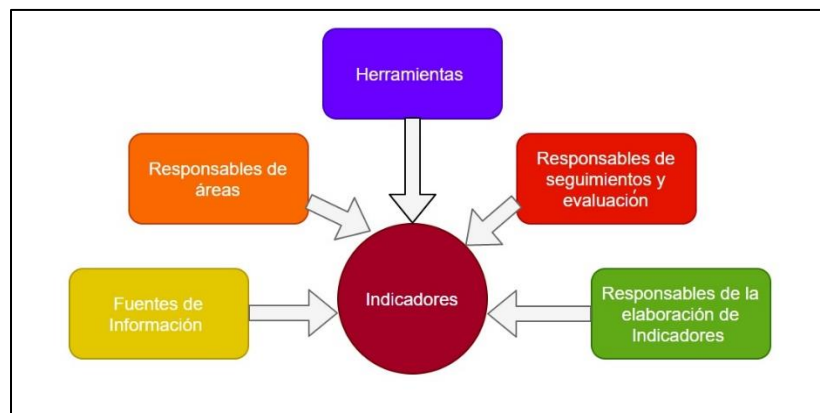 Herramientas
Responsables de
áreas
Responsables de
seguimientos y
evaluación
Fuentes de
Información
Indicadores
Responsables de la
elaboración de
Indicadores